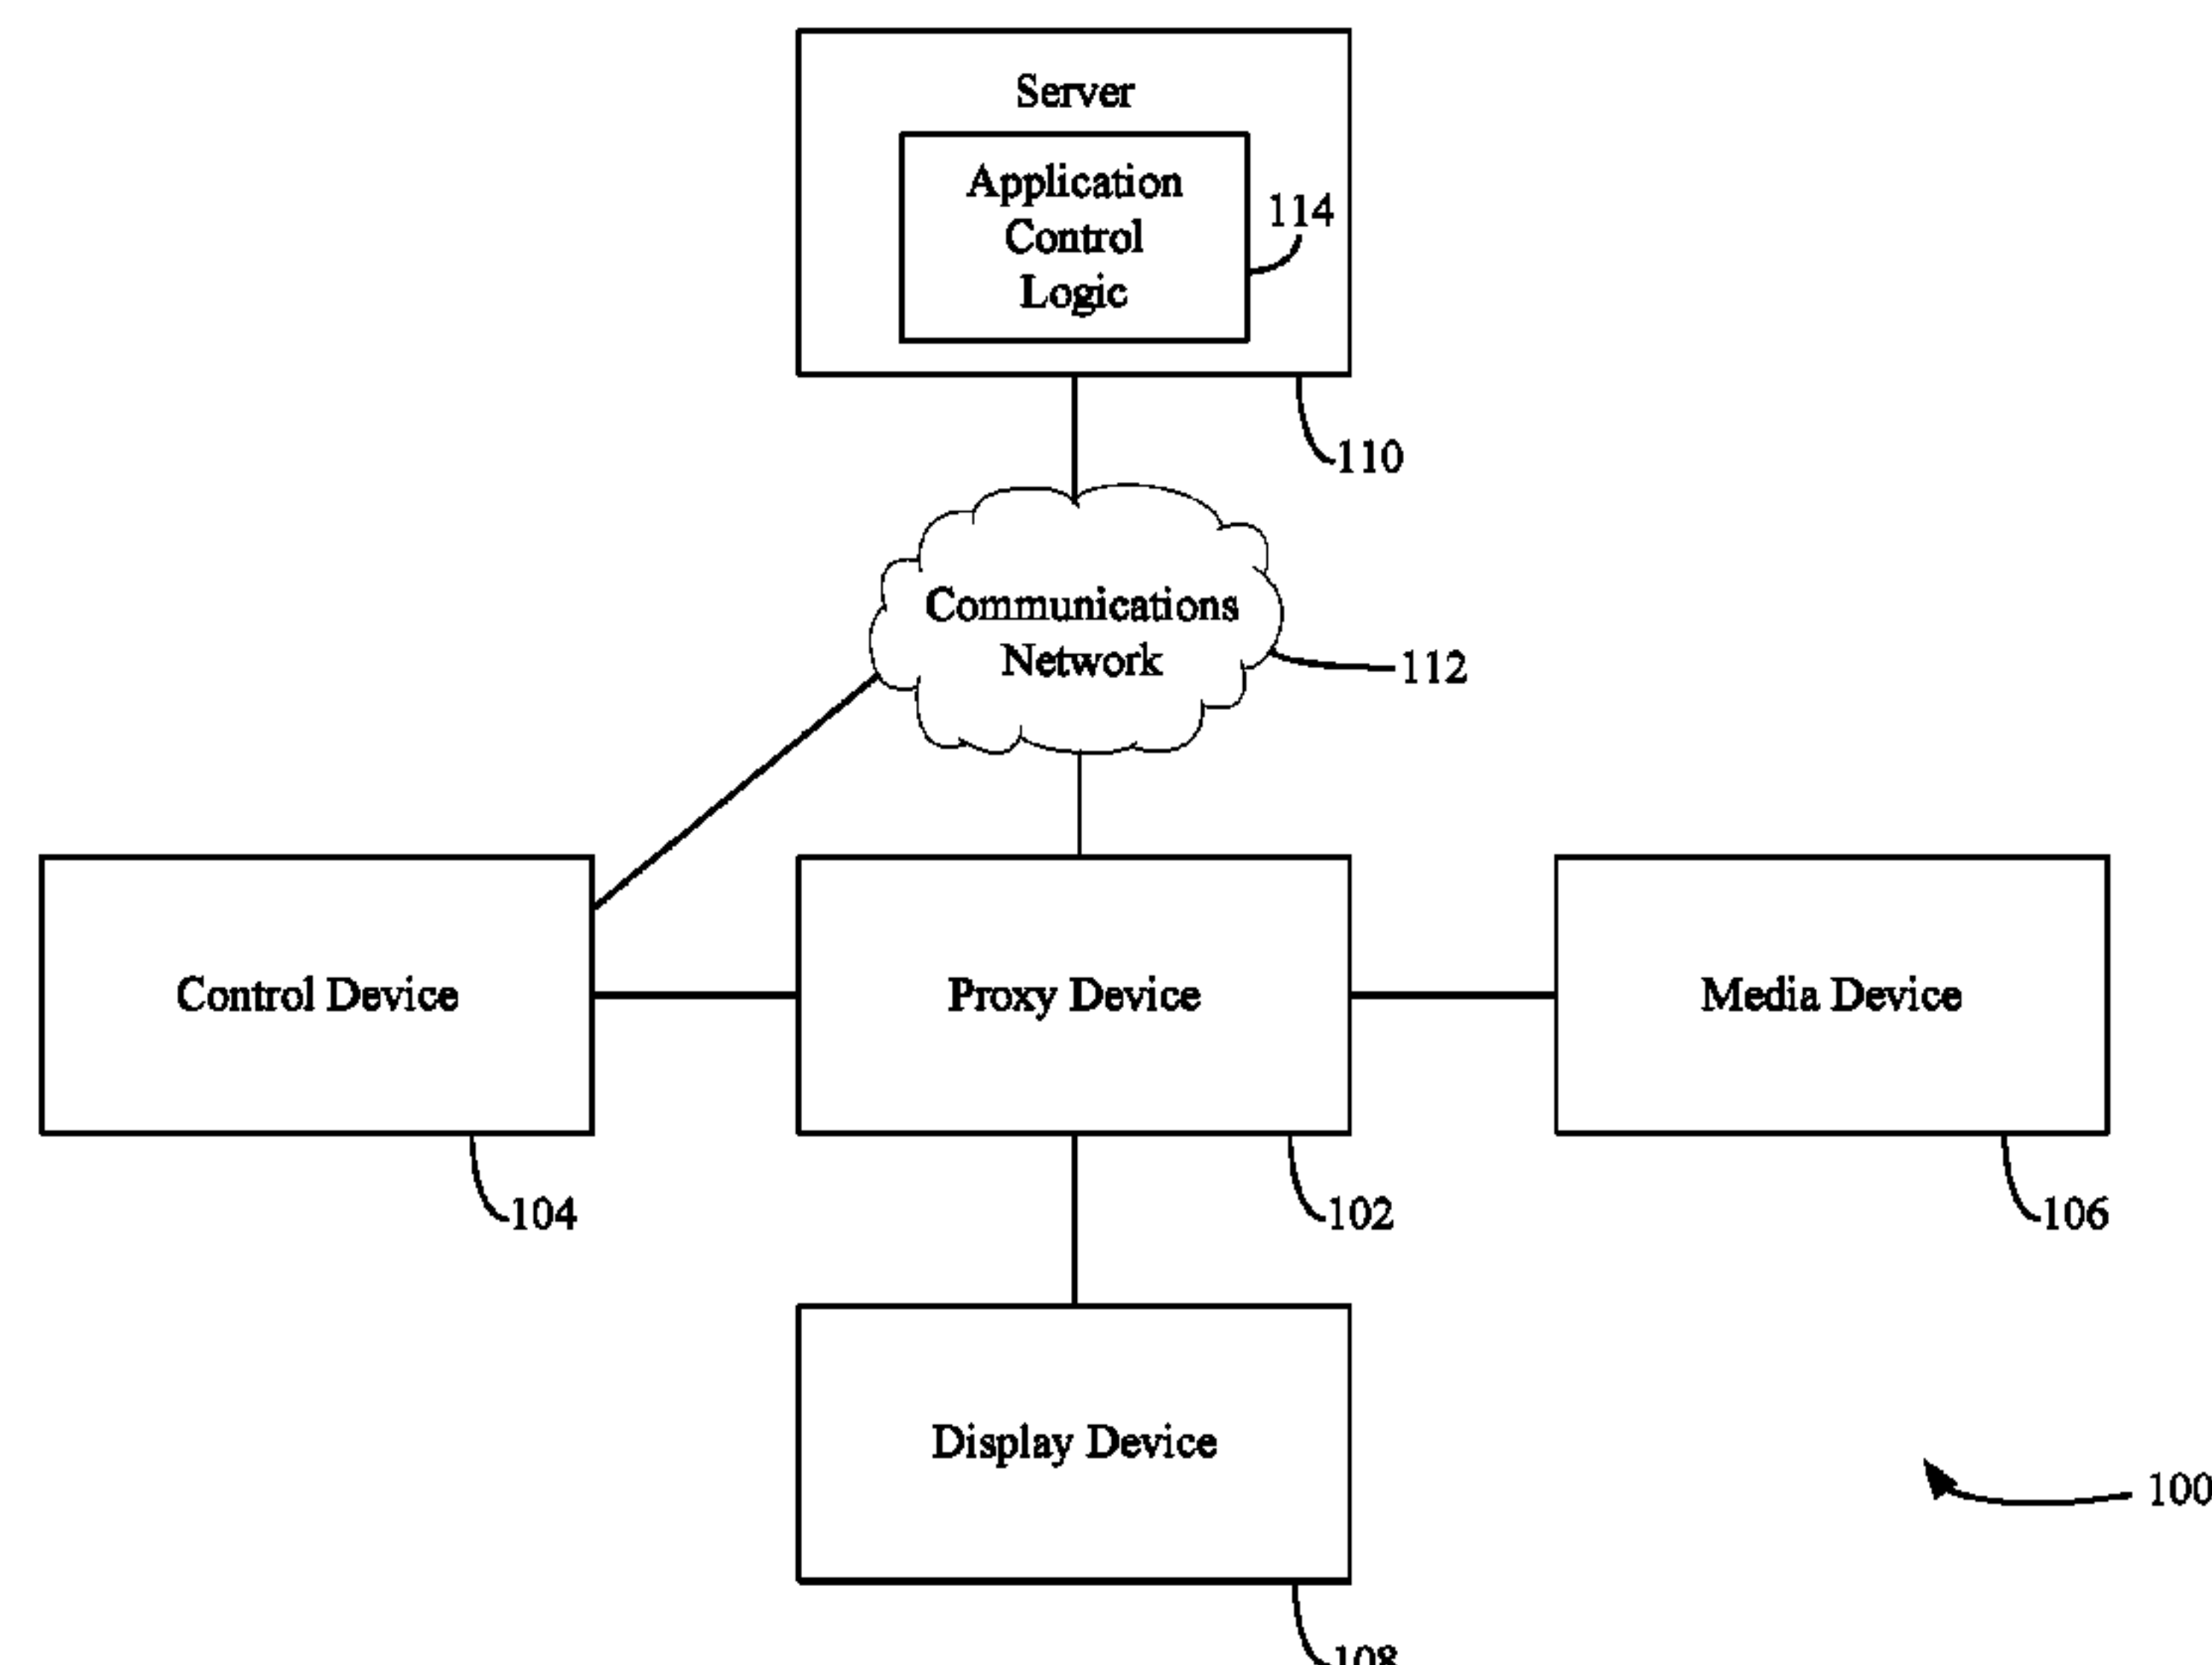 Server
Application
Control
Logic
114
110
Communications
Network
112
Control Device
Proxy Device
Media Device
104
102
106
Display Device
100
108